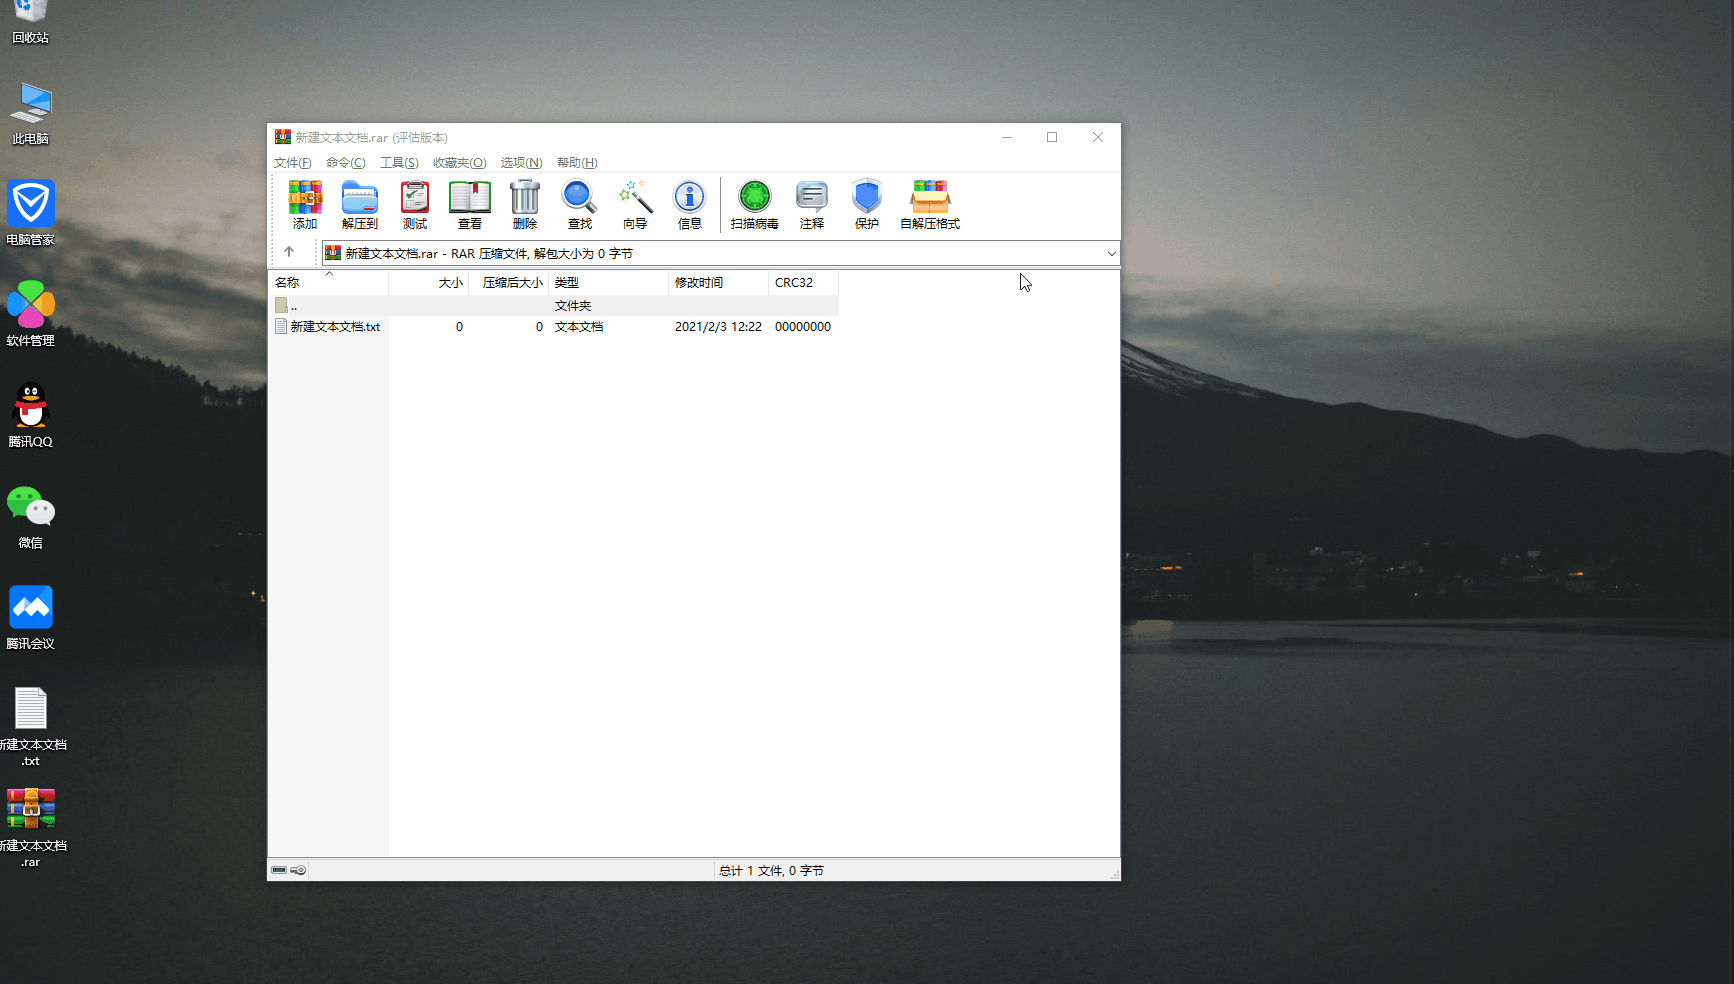 回收站
此电脑
电脑管家
软件管理
腾讯QQ
微信
腾讯会议
新建文本文档
.txt
新建文本文档
.rar
新建文本文档.rar (评估版本)
文件(F) 命令(C) 工具(S) 收藏夹(O) 选项(N) 帮助(H)
添加 解压到 测试 查看 删除 查找 向导 信息 扫描病毒 注释 保护 自解压格式
新建文本文档.rar - RAR 压缩文件, 解包大小为 0 字节
名称 大小 压缩后大小 类型 修改时间 CRC32
.. 文件夹
新建文本文档.txt 0 0 文本文档 2021/2/3 12:22 00000000
总计 1 文件, 0 字节